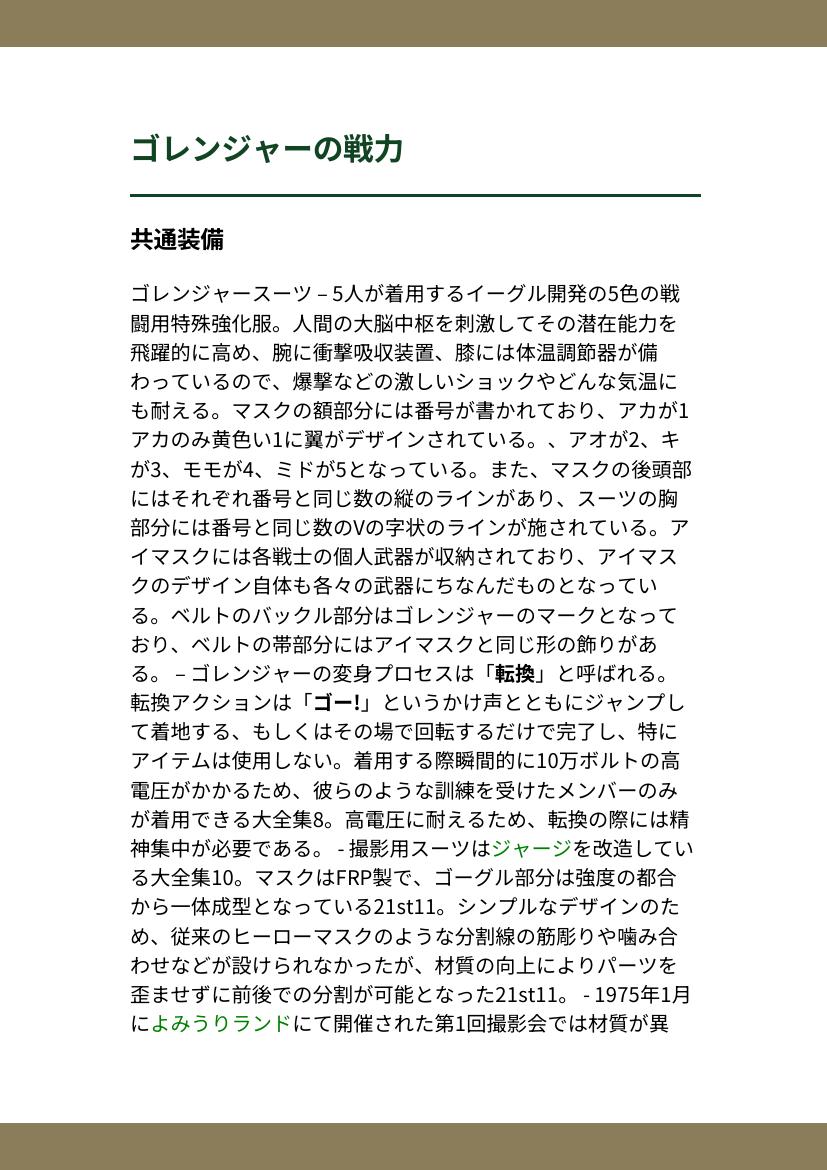 ゴレンジャーの戦力
共通装備
ゴレンジャースーツ – 5人が着用するイーグル開発の5色の戦
闘用特殊強化服。人間の大脳中枢を刺激してその潜在能力を
飛躍的に高め、腕に衝撃吸収装置、膝には体温調節器が備
わっているので、爆撃などの激しいショックやどんな気温に
も耐える。マスクの額部分には番号が書かれており、アカが1
アカのみ黄色い1に翼がデザインされている。、アオが2、キ
が3、モモが4、ミドが5となっている。また、マスクの後頭部
にはそれぞれ番号と同じ数の縦のラインがあり、スーツの胸
部分には番号と同じ数のVの字状のラインが施されている。ア
イマスクには各戦士の個人武器が収納されており、アイマス
クのデザイン自体も各々の武器にちなんだものとなってい
る。ベルトのバックル部分はゴレンジャーのマークとなって
おり、ベルトの帯部分にはアイマスクと同じ形の飾りがあ
る。 – ゴレンジャーの変身プロセスは「転換」と呼ばれる。
転換アクションは「ゴー!」というかけ声とともにジャンプし
て着地する、もしくはその場で回転するだけで完了し、特に
アイテムは使用しない。着用する際瞬間的に10万ボルトの高
電圧がかかるため、彼らのような訓練を受けたメンバーのみ
が着用できる大全集8。高電圧に耐えるため、転換の際には精
神集中が必要である。 - 撮影用スーツはジャージを改造してい
る大全集10。マスクはFRP製で、ゴーグル部分は強度の都合
から一体成型となっている21st11。シンプルなデザインのた
め、従来のヒーローマスクのような分割線の筋彫りや噛み合
わせなどが設けられなかったが、材質の向上によりパーツを
歪ませずに前後での分割が可能となった21st11。 - 1975年1月
によみうりランドにて開催された第1回撮影会では材質が異